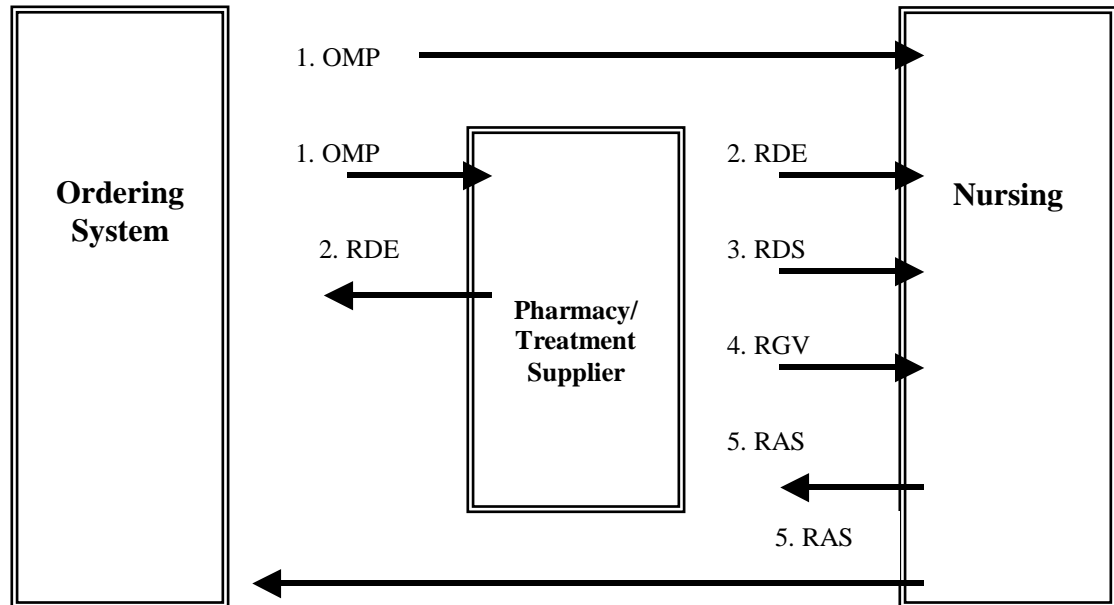 1. OMP
1. OMP
2. RDE
Ordering
System
Nursing
2. RDE
3. RDS
Pharmacy/
Treatment
Supplier
4. RGV
5. RAS
5. RAS